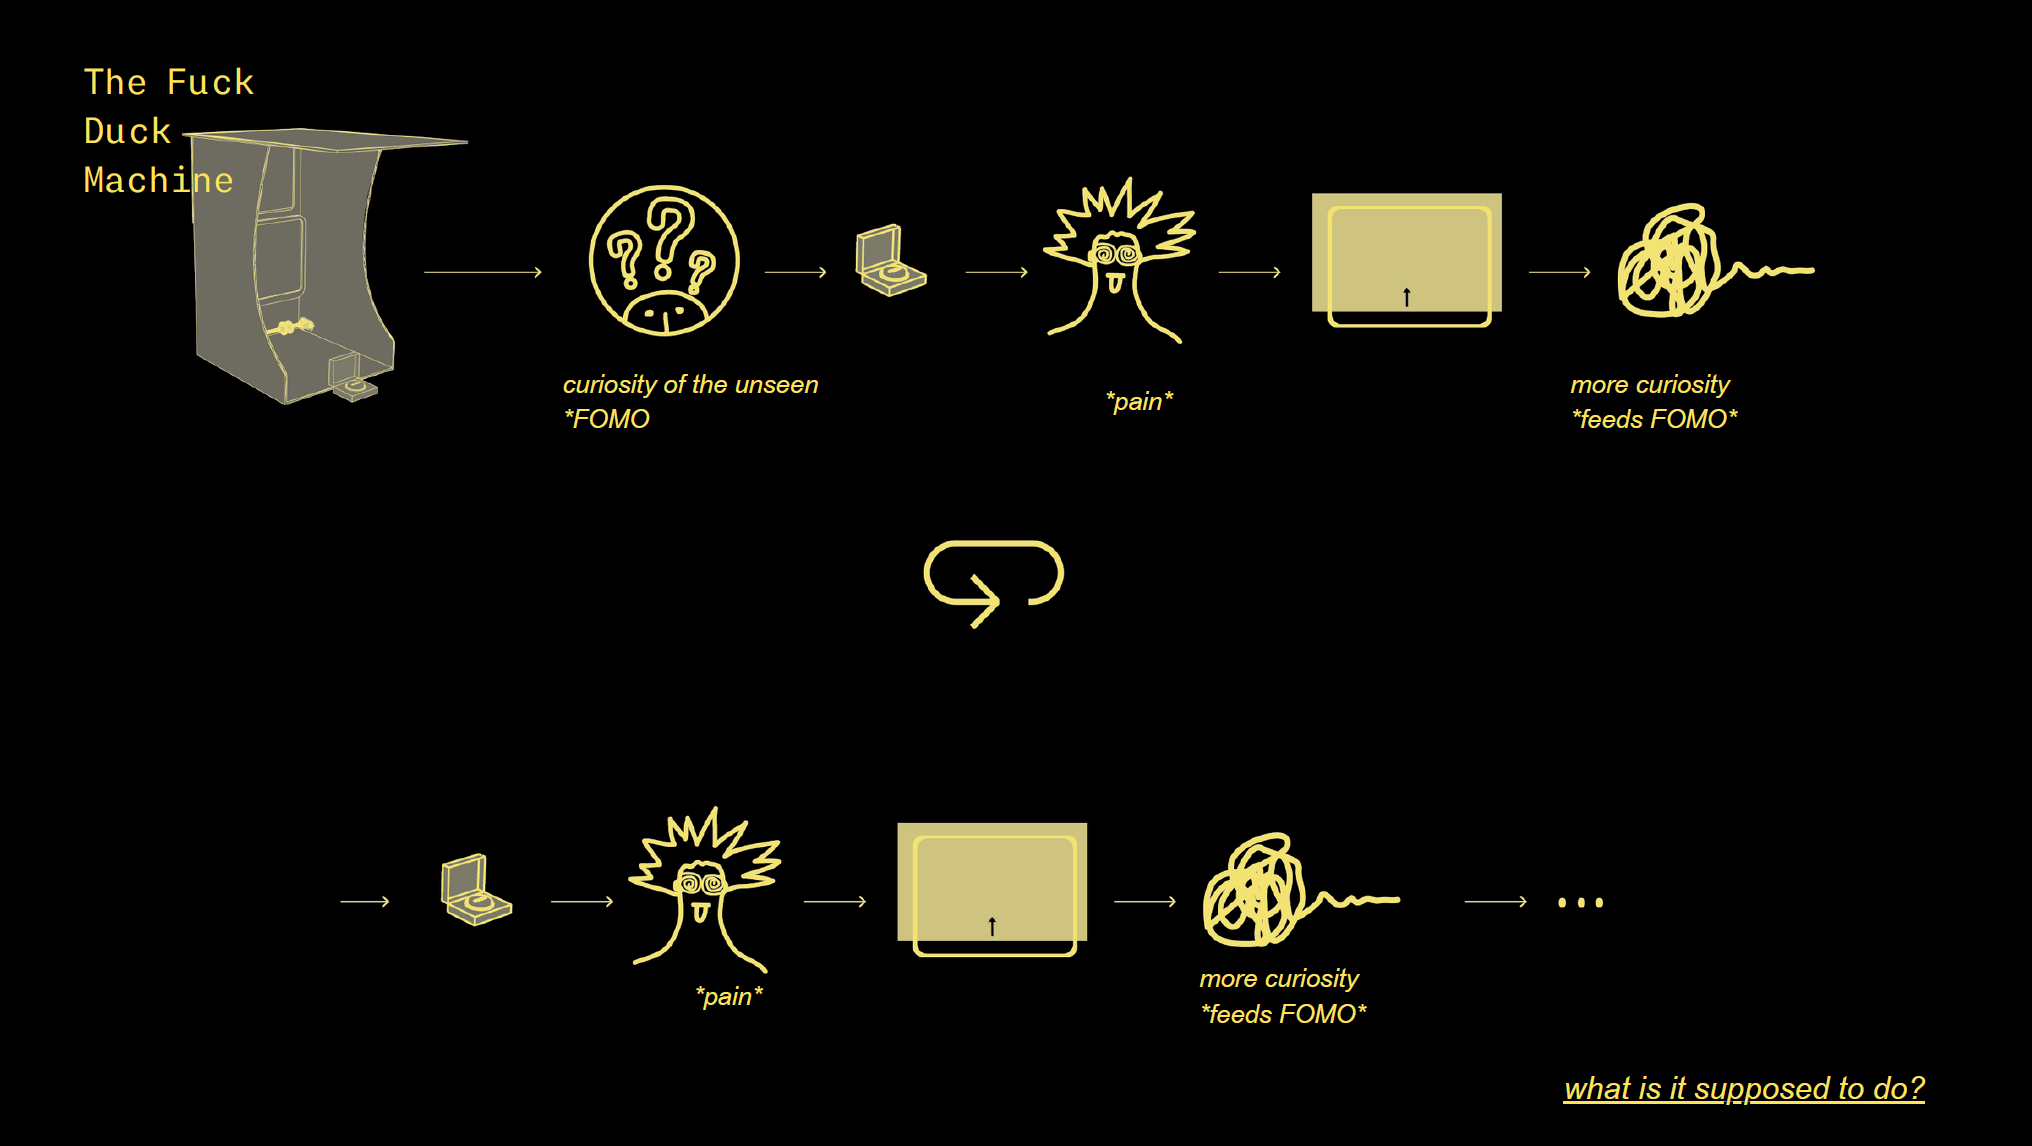 The Fuck
Duck
Machine
curiosity of the unseen
*FOMO
*pain*
more curiosity
*feeds FOMO*
*pain*
more curiosity
*feeds FOMO*
what is it supposed to do?